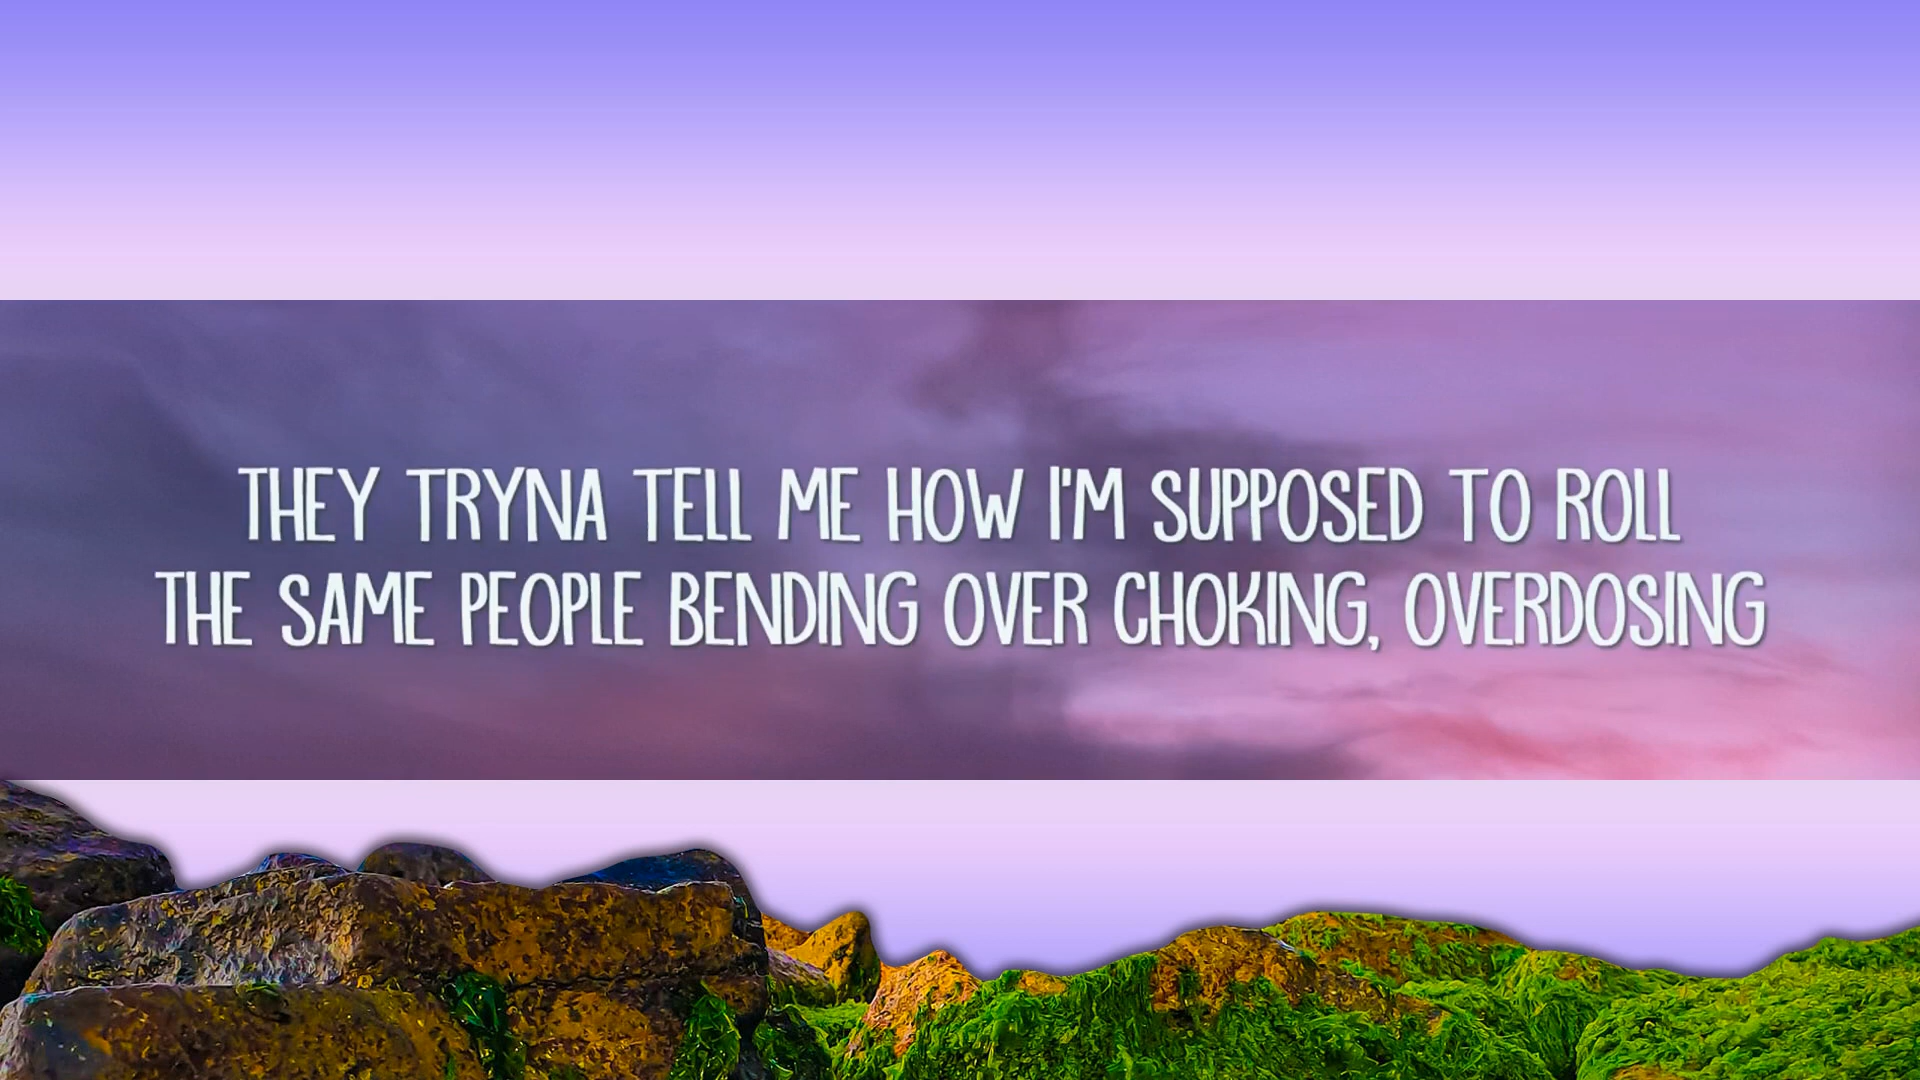 THEY TRYNA TELL ME HOW I'M SUPPOSED TO ROLL
THE SAME PEOPLE BENDING OVER CHOKING, OVERDOSING